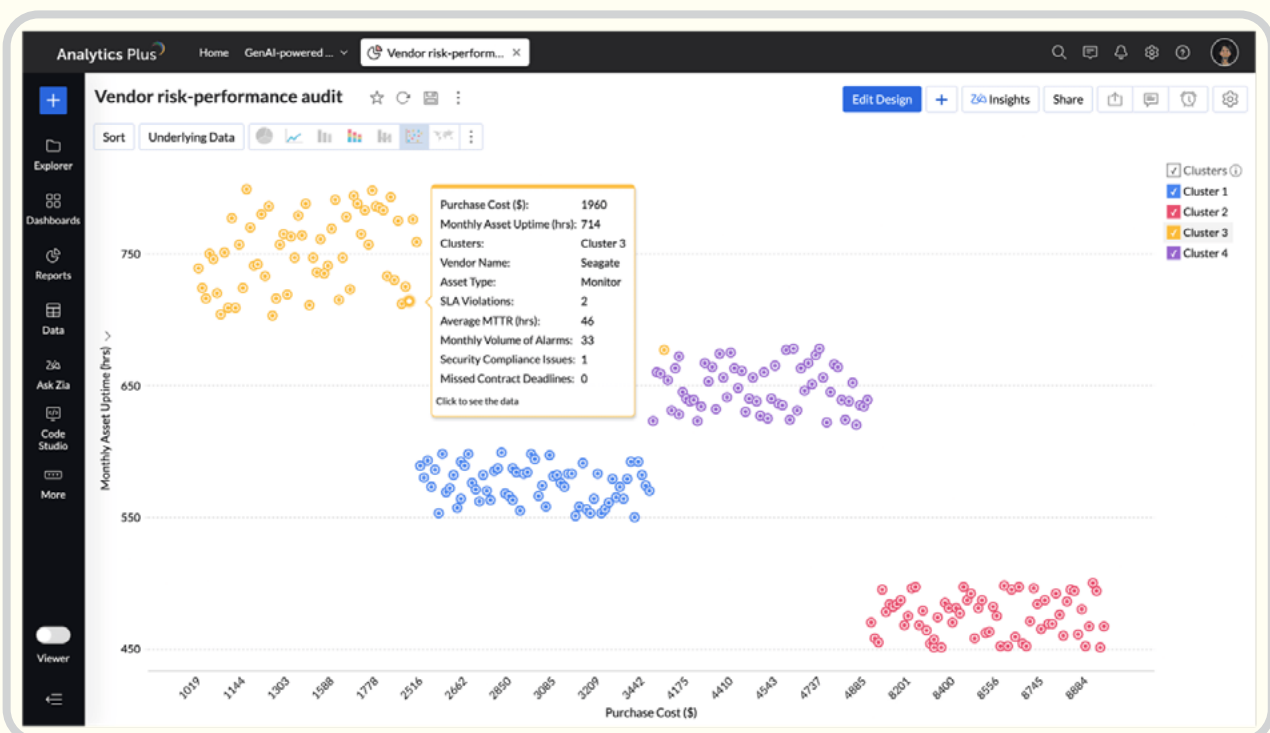 Analytics Plus
Home
GenAI-powered ...
Vendor risk-perform... ×
Vendor risk-performance audit
Edit Design
+
Insights
Share
+
Sort
Underlying Data
Explorer
Dashboards
Reports
Data
Ask Zia
Code
Studio
More
Viewer
Clusters
Cluster 1
Cluster 2
Cluster 3
Cluster 4
Purchase Cost ($): 1960
Monthly Asset Uptime (hrs): 714
Clusters: Cluster 3
Vendor Name: Seagate
Asset Type: Monitor
SLA Violations: 2
Average MTTR (hrs): 46
Monthly Volume of Alarms: 33
Security Compliance Issues: 1
Missed Contract Deadlines: 0
Click to see the data
Monthly Asset Uptime (hrs)
750
650
550
450
1019
1144
1303
1588
1778
2516
2662
2850
3085
3209
3442
4175
4410
4543
4737
4885
8201
8400
8556
8745
8884
Purchase Cost ($)